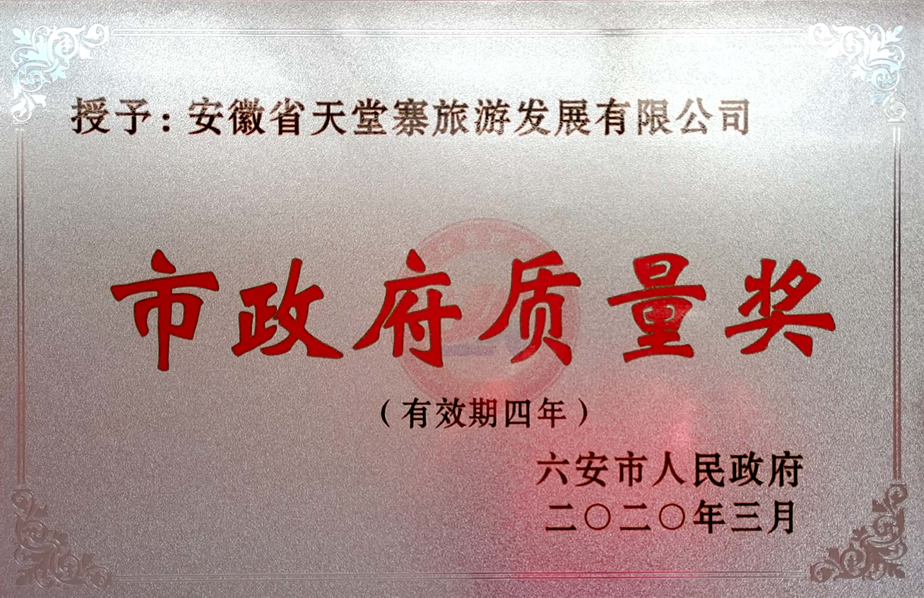 授予：安徽省天堂寨旅游发展有限公司
市政府质量奖
（有效期四年）
六安市人民政府
二〇二〇年三月